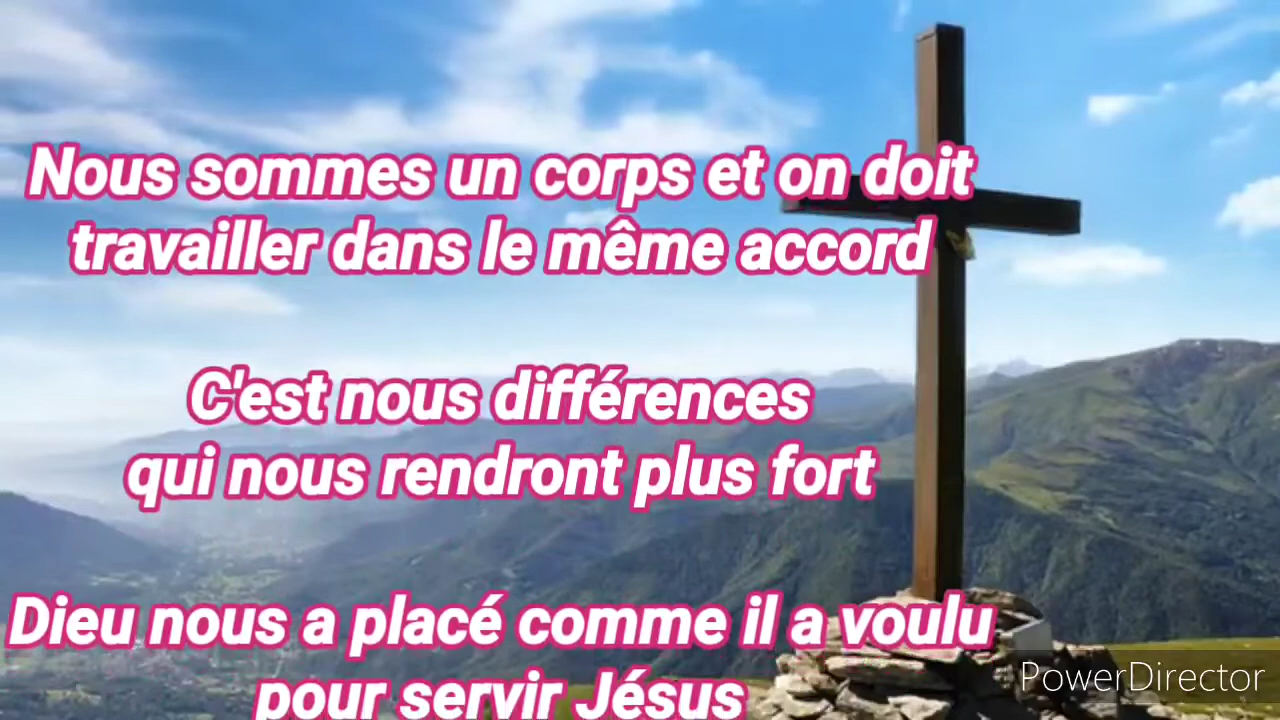 Nous sommes un corps et on doit
travailler dans le même accord
C'est nous différences
qui nous rendront plus fort
Dieu nous a placé comme il a voulu
pour servir Jésus
PowerDirector